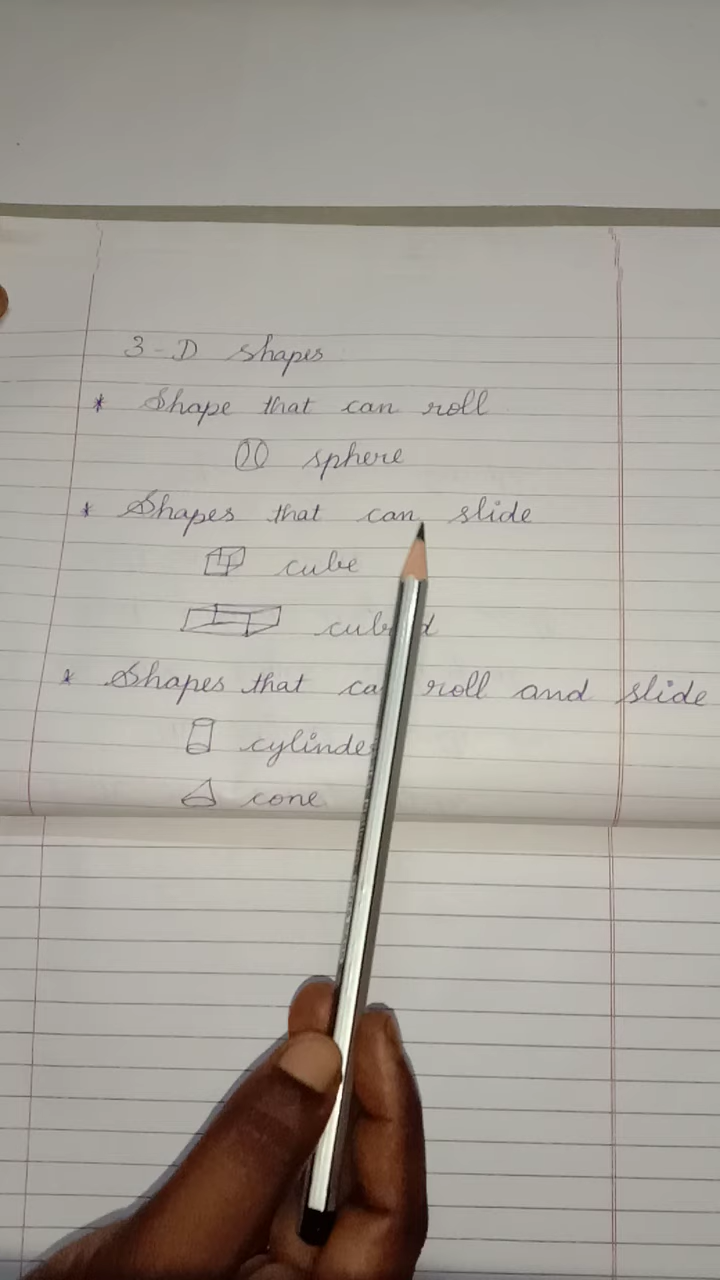 3-D shapes
* Shape that can roll
sphere
* Shapes that can slide
cube
* Shapes that roll and slide
cone